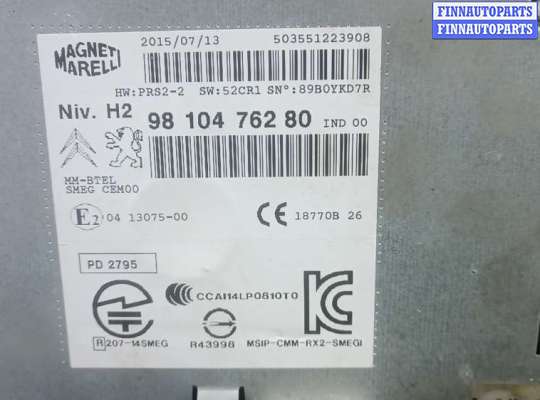 FINNAUTOPARTS
FINNAUTOPARTS
MAGNETI
MARELLI
2015/07/13 503551223908
HW:PRS2-2 SW:52CR1 SN°:89B0YKD7R
Niv. H2
98 104 762 80 IND 00
MM-BTEL
SMEG CEM00
E2 04 13075-00
CE 18770B 26
PD 2795
CCAI14LP0810T0
R 207-14SMEG
R43998
MSIP-CMM-RX2-SMEGI